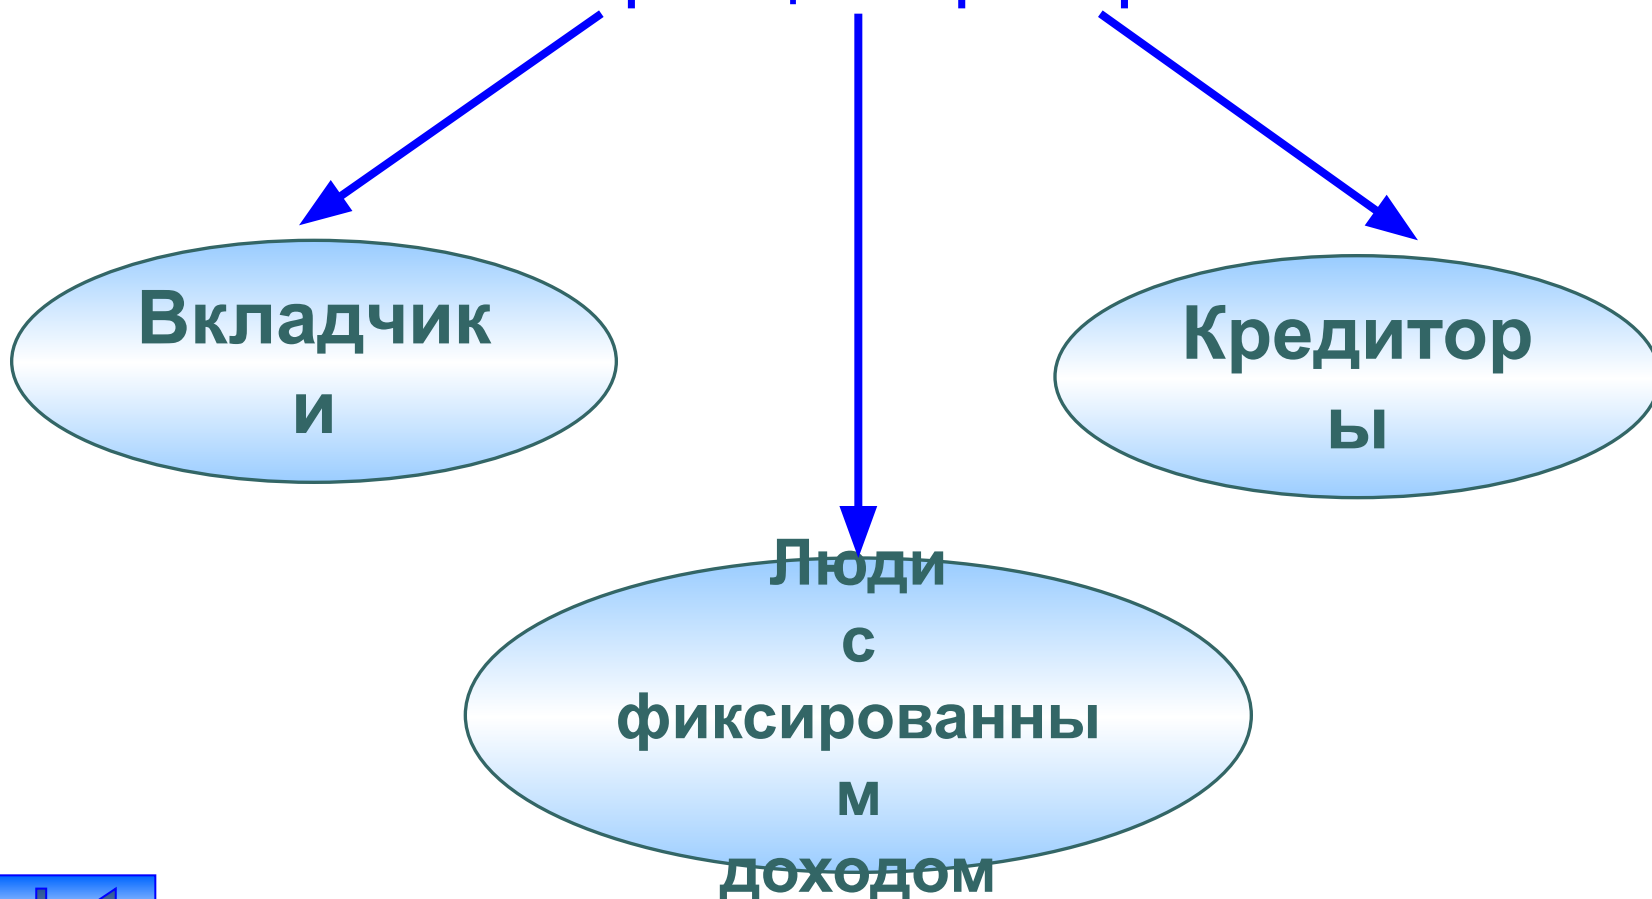 Вкладчик
и
Кредитор
ы
Люди
с
фиксированны
м
доходом